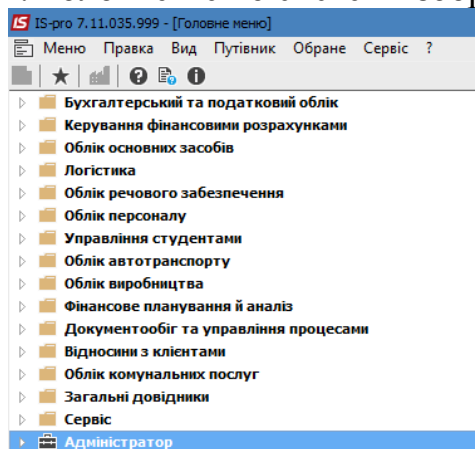 IS-pro 7.11.035.999 - [Головне меню]
Меню Правка Вид Путівник Обране Сервіс ?
Бухгалтерський та податковий облік
Керування фінансовими розрахунками
Облік основних засобів
Логістика
Облік речового забезпечення
Облік персоналу
Управління студентами
Облік автотранспорту
Облік виробництва
Фінансове планування й аналіз
Документообіг та управління процесами
Відносини з клієнтами
Облік комунальних послуг
Загальні довідники
Сервіс
Адміністратор